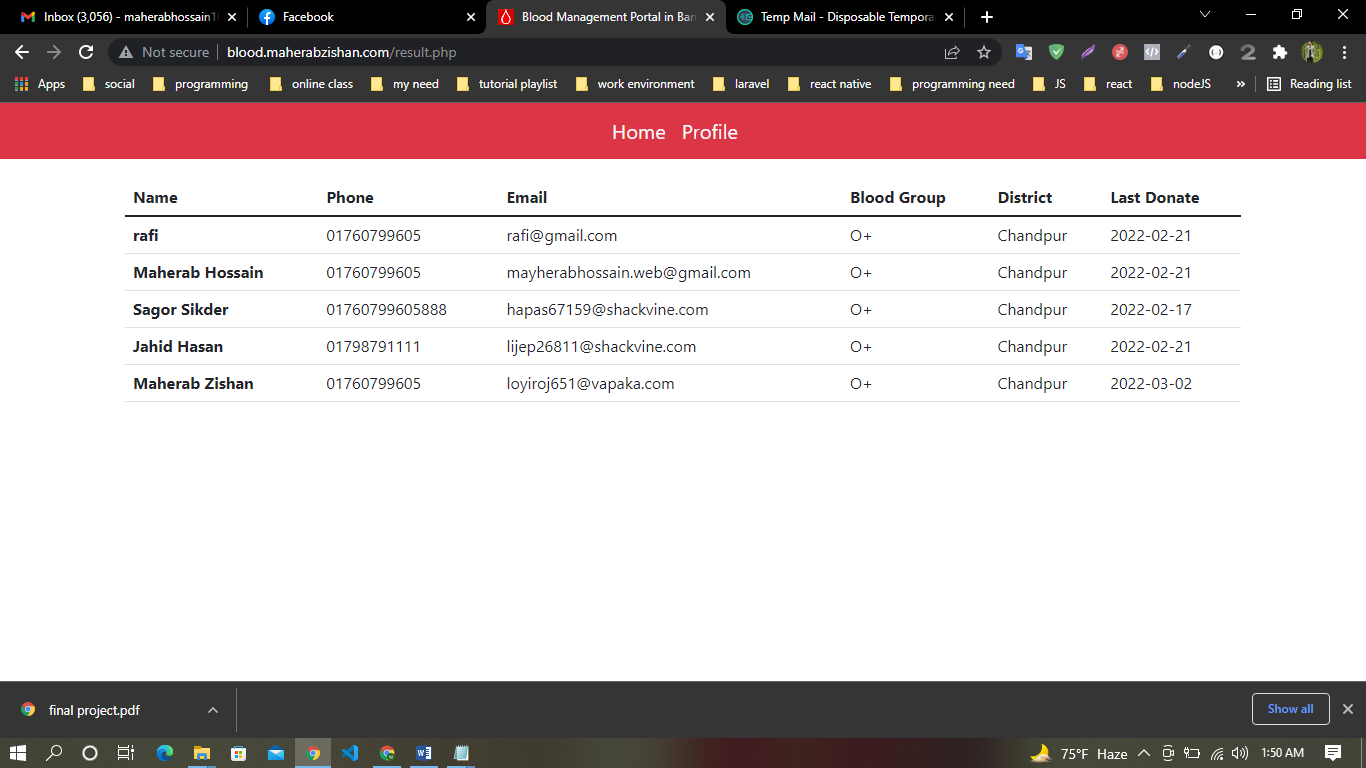 Inbox (3,056) - maherabhossain1 Facebook Blood Management Portal in Ban Temp Mail - Disposable Tempora
Not secure blood.maherabzishan.com/result.php
Apps social programming online class my need tutorial playlist work environment laravel react native programming need JS react nodeJS » Reading list
Home Profile
Name Phone Email Blood Group District Last Donate
rafi 01760799605 rafi@gmail.com O+ Chandpur 2022-02-21
Maherab Hossain 01760799605 mayherabhossain.web@gmail.com O+ Chandpur 2022-02-21
Sagor Sikder 01760799605888 hapas67159@shackvine.com O+ Chandpur 2022-02-17
Jahid Hasan 01798791111 lijep26811@shackvine.com O+ Chandpur 2022-02-21
Maherab Zishan 01760799605 loyiroj651@vapaka.com O+ Chandpur 2022-03-02
final project.pdf Show all
75°F Haze 1:50 AM